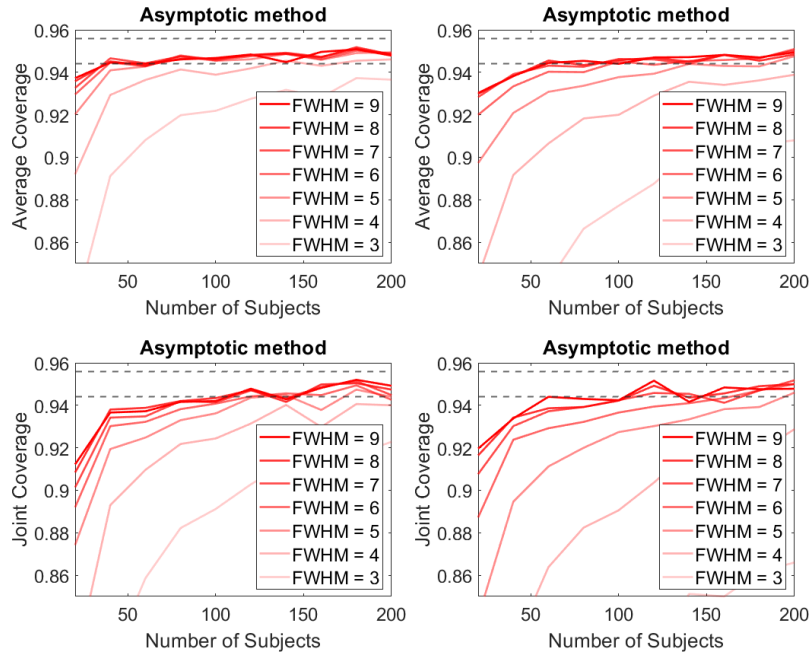 Asymptotic method
0.96
0.94
0.92
0.9
0.88
0.86
Average Coverage
FWHM = 9
FWHM = 8
FWHM = 7
FWHM = 6
FWHM = 5
FWHM = 4
FWHM = 3
50 100 150 200
Number of Subjects
Asymptotic method
0.96
0.94
0.92
0.9
0.88
0.86
Average Coverage
FWHM = 9
FWHM = 8
FWHM = 7
FWHM = 6
FWHM = 5
FWHM = 4
FWHM = 3
50 100 150 200
Number of Subjects
Asymptotic method
0.96
0.94
0.92
0.9
0.88
0.86
Joint Coverage
FWHM = 9
FWHM = 8
FWHM = 7
FWHM = 6
FWHM = 5
FWHM = 4
FWHM = 3
50 100 150 200
Number of Subjects
Asymptotic method
0.96
0.94
0.92
0.9
0.88
0.86
Joint Coverage
FWHM = 9
FWHM = 8
FWHM = 7
FWHM = 6
FWHM = 5
FWHM = 4
FWHM = 3
50 100 150 200
Number of Subjects